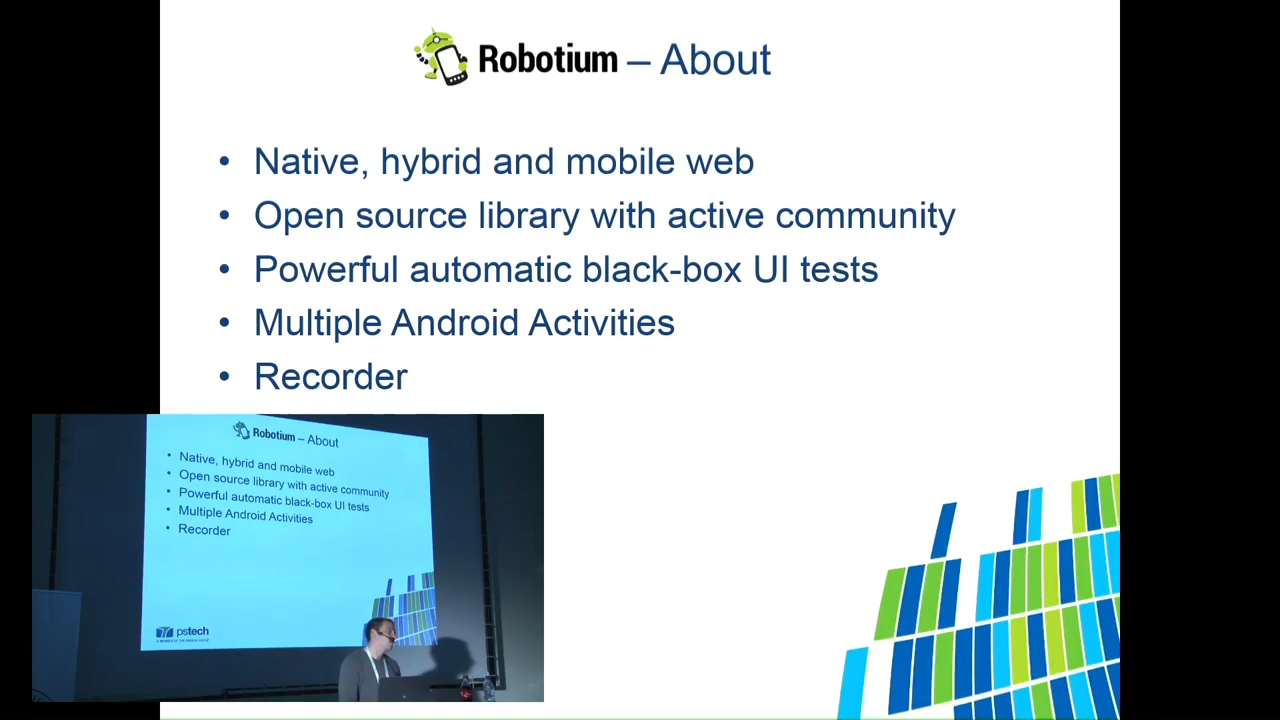 Robotium – About
• Native, hybrid and mobile web
• Open source library with active community
• Powerful automatic black-box UI tests
• Multiple Android Activities
• Recorder
Robotium – About
• Native, hybrid and mobile web
• Open source library with active community
• Powerful automatic black-box UI tests
• Multiple Android Activities
• Recorder
pstech